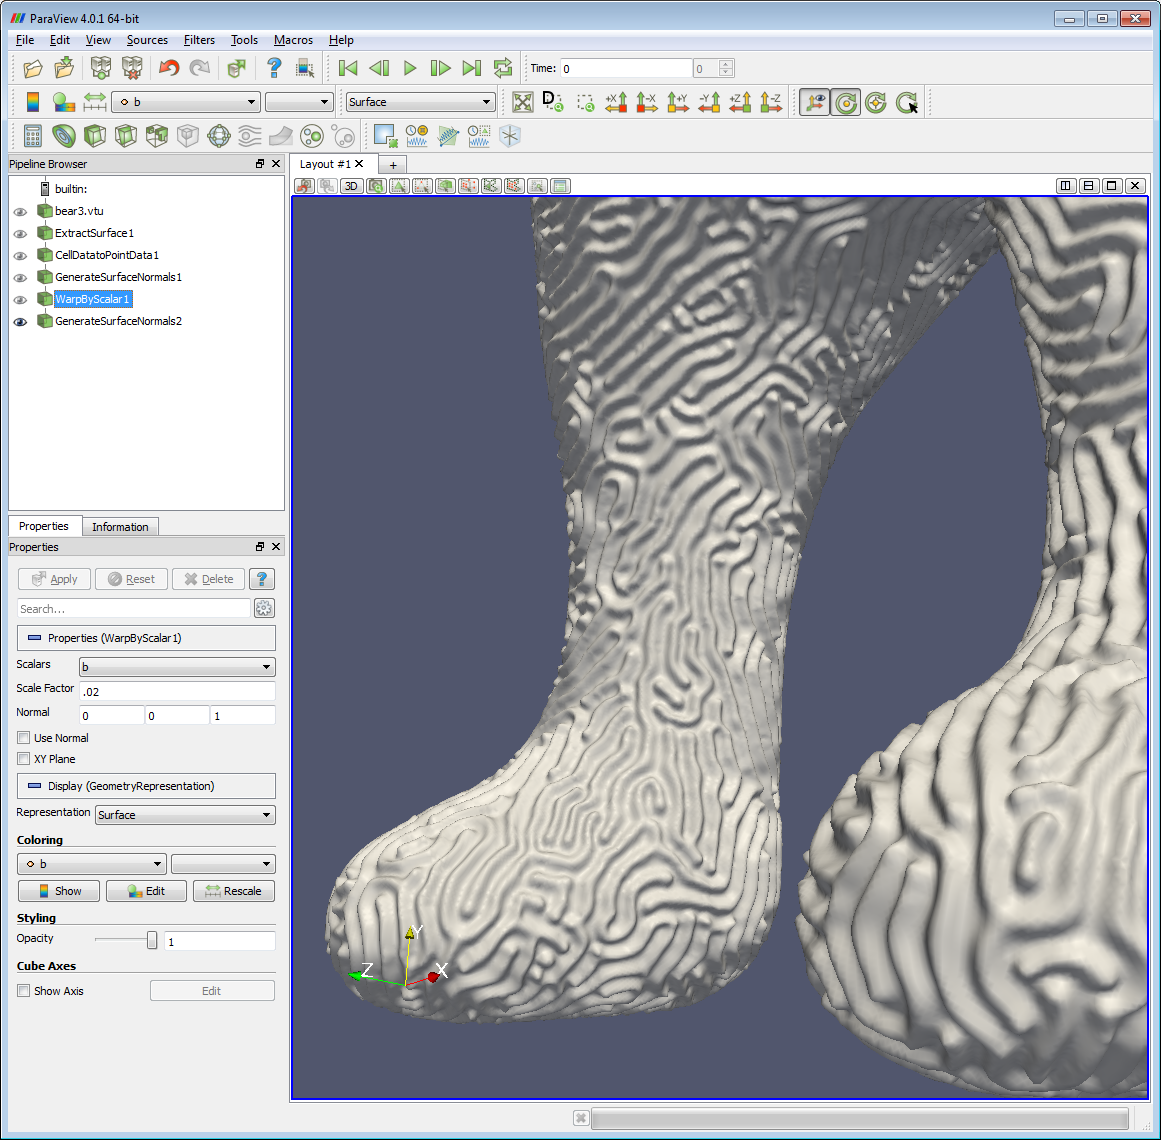 ParaView 4.0.1 64-bit
File Edit View Sources Filters Tools Macros Help
Time: 0 0
b Surface D +X -X +Y -Y +Z -Z
Pipeline Browser
Layout #1 +
3D
builtin:
bear3.vtu
ExtractSurface1
CellDatatoPointData1
GenerateSurfaceNormals1
WarpByScalar1
GenerateSurfaceNormals2
Properties Information
Properties
Apply Reset Delete ?
Search...
Properties (WarpByScalar1)
Scalars b
Scale Factor .02
Normal 0 0 1
Use Normal
XY Plane
Display (GeometryRepresentation)
Representation Surface
Coloring
b
Show Edit Rescale
Styling
Opacity 1
Cube Axes
Show Axis Edit
Y
Z X